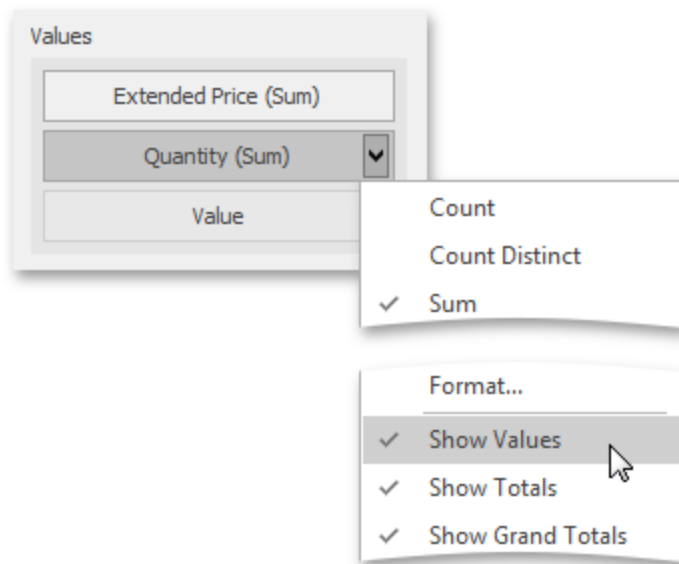 Values
Extended Price (Sum)
Quantity (Sum)
Value
Count
Count Distinct
Sum
Format...
Show Values
Show Totals
Show Grand Totals